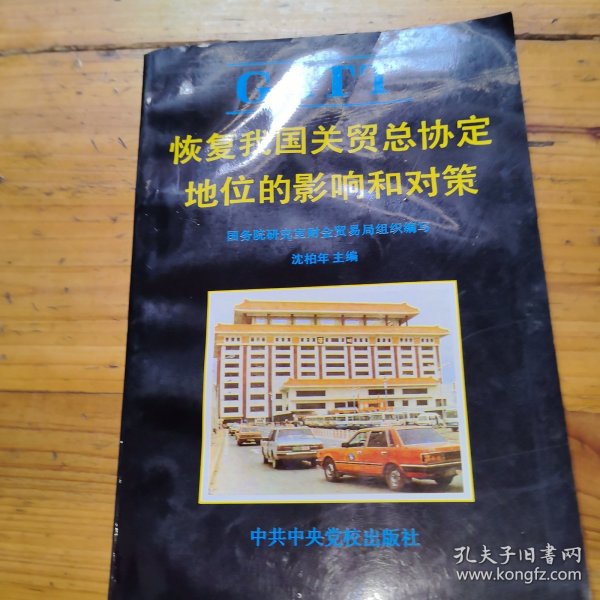 GATT
恢复我国关贸总协定
地位的影响和对策
国务院研究室财金贸易局组织编写
沈柏年 主编
中共中央党校出版社
孔夫子旧书网
www.kongfz.com